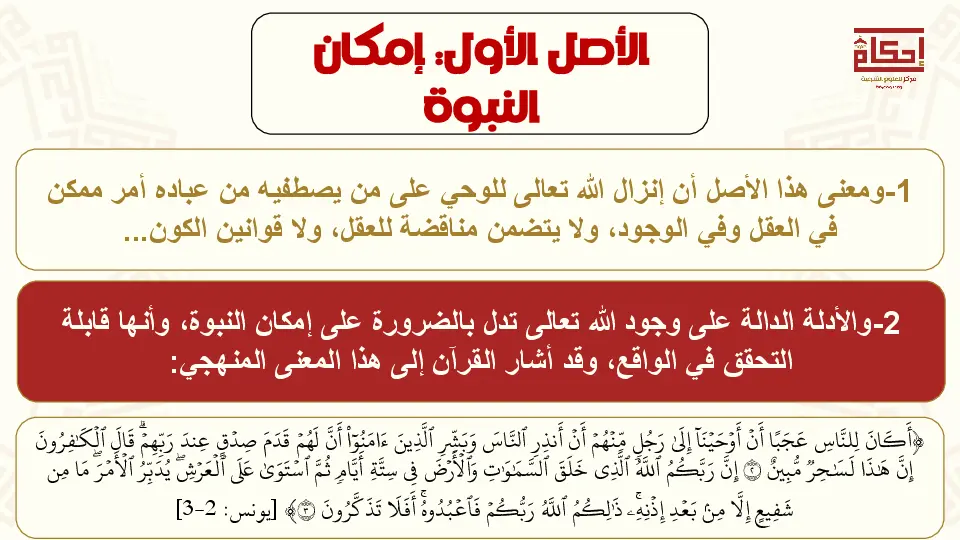 الأصل الأول: إمكان
النبوة
إحكام
مركز للعلوم الشرعية
1-ومعنى هذا الأصل أن إنزال الله تعالى للوحي على من يصطفيه من عباده أمر ممكن
في العقل وفي الوجود، ولا يتضمن مناقضة للعقل، ولا قوانين الكون...
2-والأدلة الدالة على وجود الله تعالى تدل بالضرورة على إمكان النبوة، وأنها قابلة
التحقق في الواقع، وقد أشار القرآن إلى هذا المعنى المنهجي:
﴿أَكَانَ لِلنَّاسِ عَجَبًا أَنۡ أَوۡحَيۡنَآ إِلَىٰ رَجُلٖ مِّنۡهُمۡ أَنۡ أَنذِرِ ٱلنَّاسَ وَبَشِّرِ ٱلَّذِينَ ءَامَنُوٓاْ أَنَّ لَهُمۡ قَدَمَ صِدۡقٍ عِندَ رَبِّهِمۡۗ قَالَ ٱلۡكَٰفِرُونَ
إِنَّ هَٰذَا لَسَٰحِرٞ مُّبِينٌ ٢ إِنَّ رَبَّكُمُ ٱللَّهُ ٱلَّذِي خَلَقَ ٱلسَّمَٰوَٰتِ وَٱلۡأَرۡضَ فِي سِتَّةِ أَيَّامٖ ثُمَّ ٱسۡتَوَىٰ عَلَى ٱلۡعَرۡشِۖ يُدَبِّرُ ٱلۡأَمۡرَۖ مَا مِن
شَفِيعٍ إِلَّا مِنۢ بَعۡدِ إِذۡنِهِۦۚ ذَٰلِكُمُ ٱللَّهُ رَبُّكُمۡ فَٱعۡبُدُوهُۚ أَفَلَا تَذَكَّرُونَ ٣﴾ [يونس: 2-3]